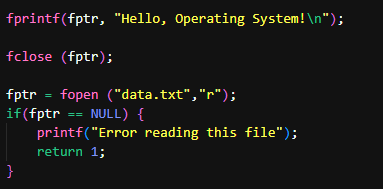 fprintf(fptr, "Hello, Operating System!\n");
fclose (fptr);
fptr = fopen ("data.txt","r");
if(fptr == NULL) {
    printf("Error reading this file");
    return 1;
}